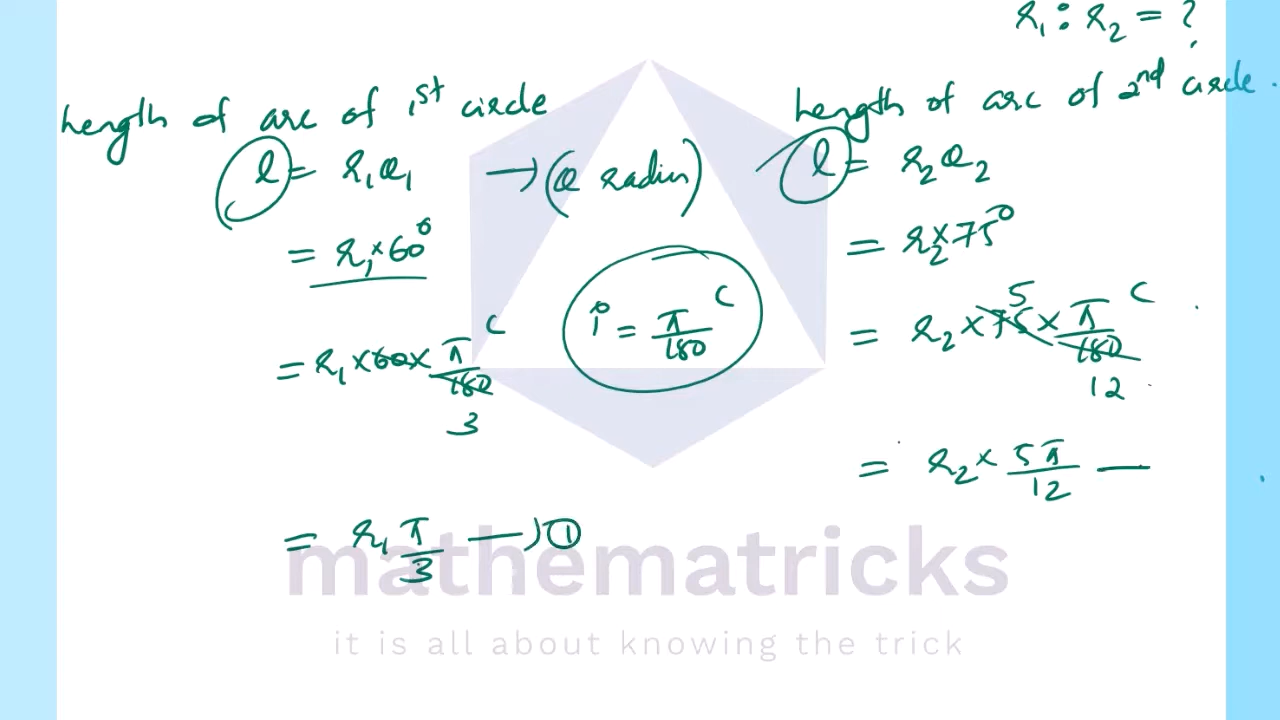 r₁ : r₂ = ?
Length of arc of 1st circle
l = r₁θ₁ → (θ radian)
= r₁ × 60°
= r₁ × 60 × π/180 ᶜ
3
= r₁ π/3 → ①
1° = π/180 ᶜ
Length of arc of 2nd circle.
l = r₂θ₂
= r₂ × 75°
5
= r₂ × 75 × π/180 ᶜ
12
= r₂ × 5π/12 —
mathematricks
it is all about knowing the trick